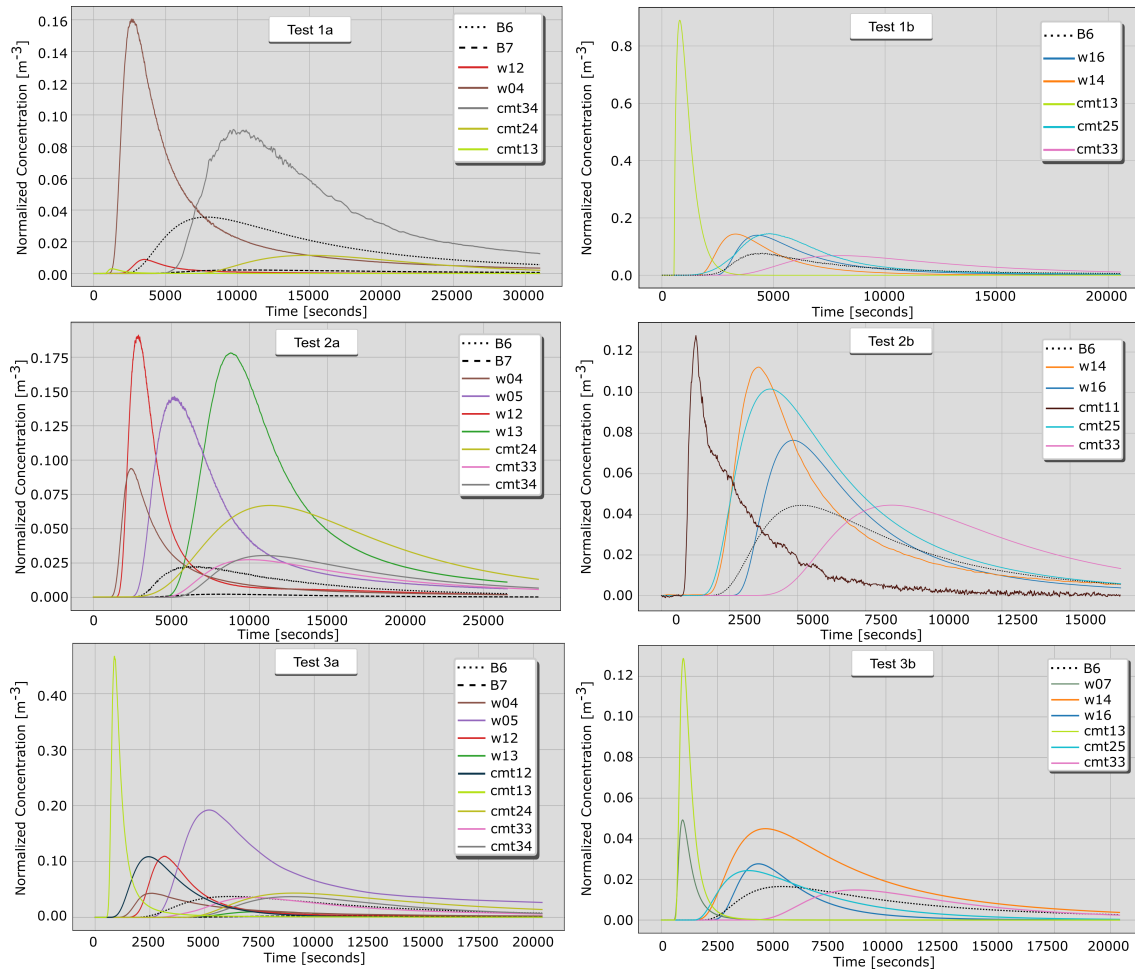 Test 1a
Normalized Concentration [m⁻³]
0.16
0.14
0.12
0.10
0.08
0.06
0.04
0.02
0.00
B6
B7
w12
w04
cmt34
cmt24
cmt13
0 5000 10000 15000 20000 25000 30000
Time [seconds]
Test 1b
Normalized Concentration [m⁻³]
0.8
0.6
0.4
0.2
0.0
B6
w16
w14
cmt13
cmt25
cmt33
0 5000 10000 15000 20000
Time [seconds]
Test 2a
Normalized Concentration [m⁻³]
0.175
0.150
0.125
0.100
0.075
0.050
0.025
0.000
B6
B7
w04
w05
w12
w13
cmt24
cmt33
cmt34
0 5000 10000 15000 20000 25000
Time [seconds]
Test 2b
Normalized Concentration [m⁻³]
0.12
0.10
0.08
0.06
0.04
0.02
0.00
B6
w14
w16
cmt11
cmt25
cmt33
0 2500 5000 7500 10000 12500 15000
Time [seconds]
Test 3a
Normalized Concentration [m⁻³]
0.40
0.30
0.20
0.10
0.00
B6
B7
w04
w05
w12
w13
cmt12
cmt13
cmt24
cmt33
cmt34
0 2500 5000 7500 10000 12500 15000 17500 20000
Time [seconds]
Test 3b
Normalized Concentration [m⁻³]
0.12
0.10
0.08
0.06
0.04
0.02
0.00
B6
w07
w14
w16
cmt13
cmt25
cmt33
0 2500 5000 7500 10000 12500 15000 17500 20000
Time [seconds]